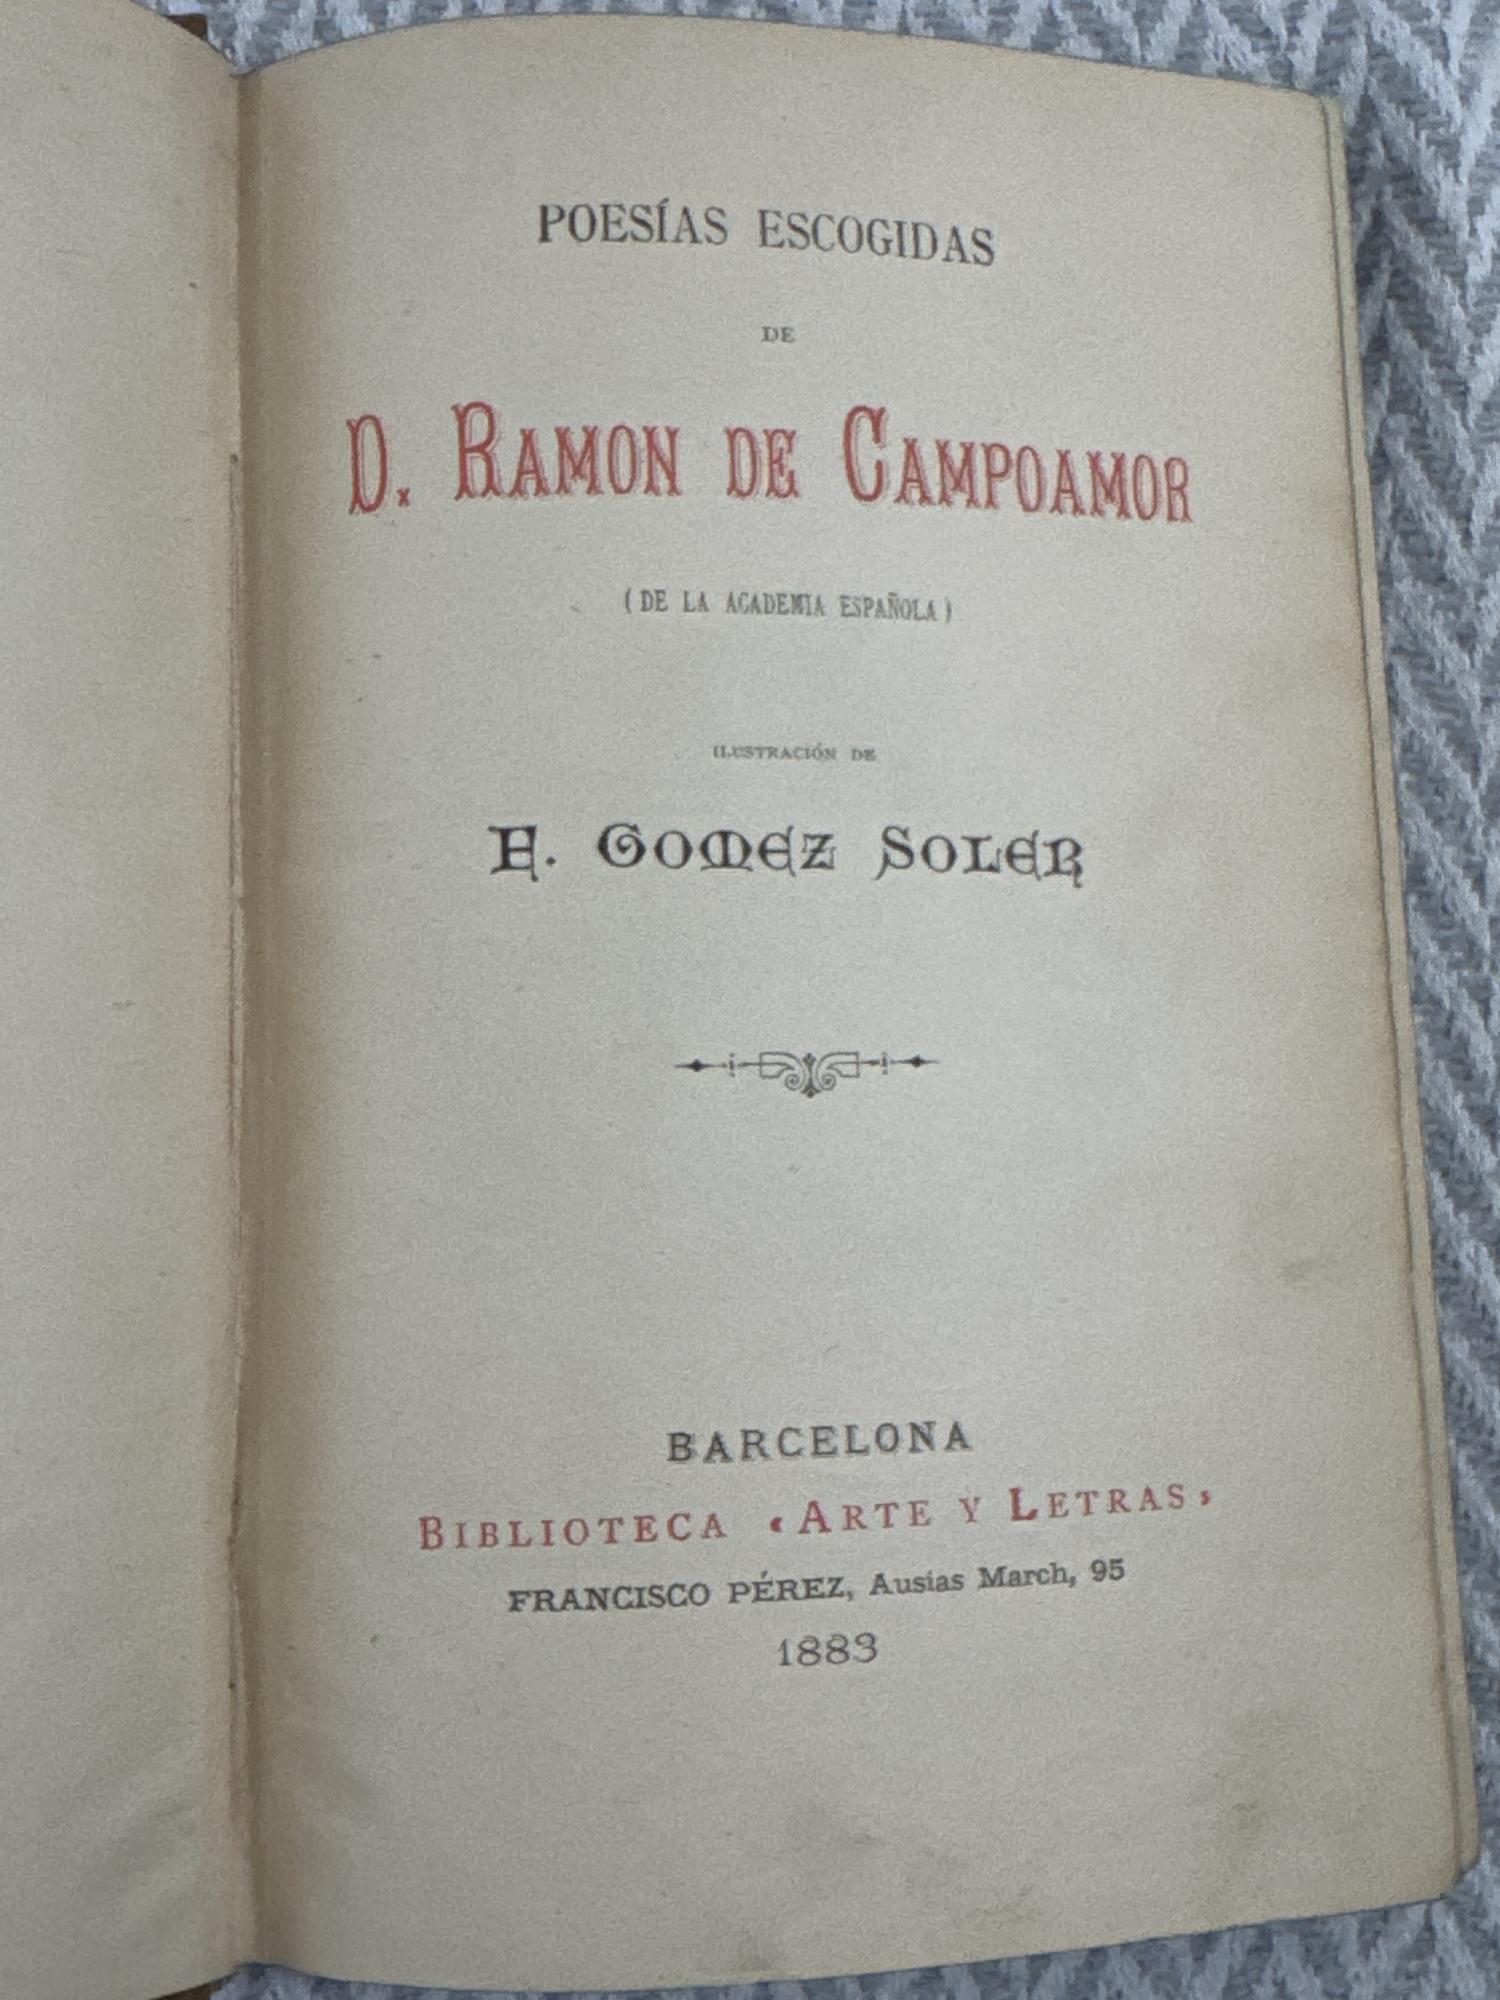 POESÍAS ESCOGIDAS
DE
D. RAMON DE CAMPOAMOR
( DE LA ACADEMIA ESPAÑOLA )
ILUSTRACIÓN DE
E. GOMEZ SOLER
BARCELONA
BIBLIOTECA «ARTE Y LETRAS»
FRANCISCO PÉREZ, Ausias March, 95
1883